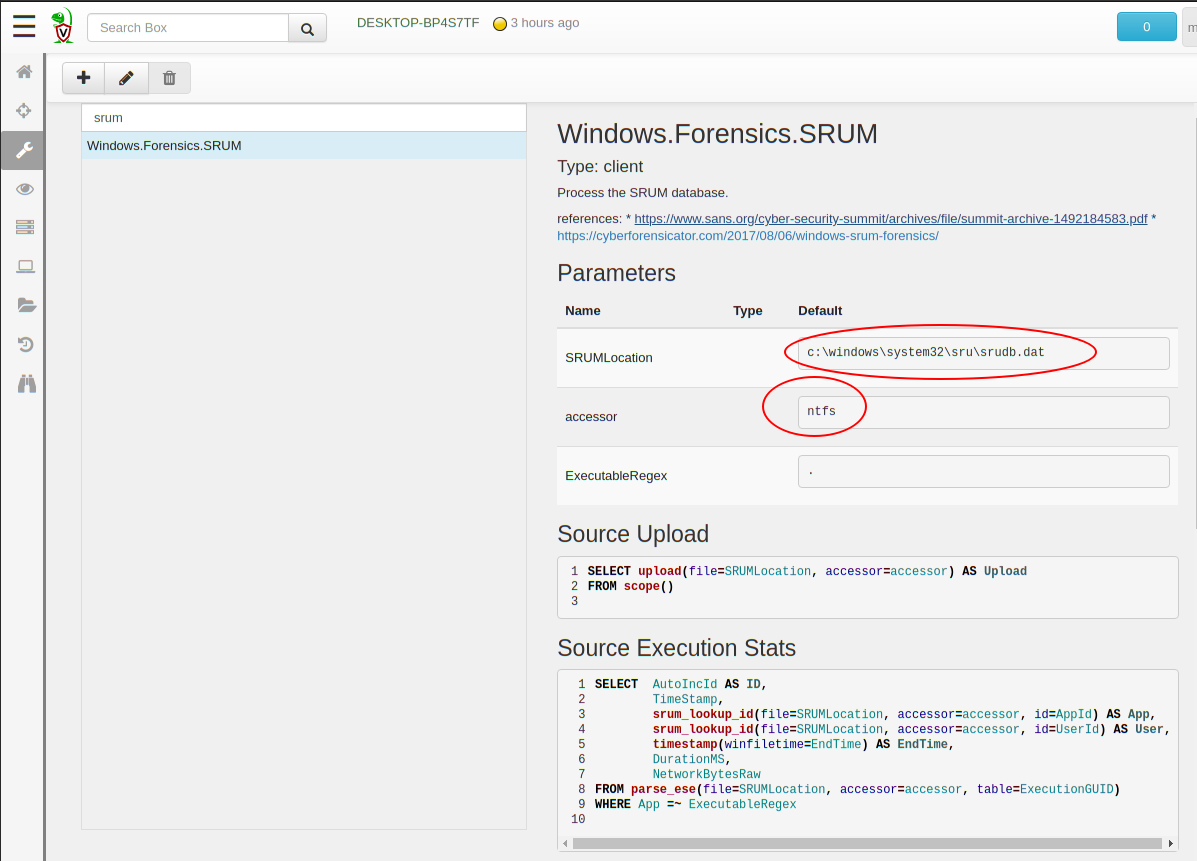 V
Search Box
DESKTOP-BP4S7TF 3 hours ago
0
m
srum
Windows.Forensics.SRUM
Windows.Forensics.SRUM
Type: client
Process the SRUM database.
references: * https://www.sans.org/cyber-security-summit/archives/file/summit-archive-1492184583.pdf *
https://cyberforensicator.com/2017/08/06/windows-srum-forensics/
Parameters
Name Type Default
SRUMLocation c:\windows\system32\sru\srudb.dat
accessor ntfs
ExecutableRegex .
Source Upload
1 SELECT upload(file=SRUMLocation, accessor=accessor) AS Upload
2 FROM scope()
3
Source Execution Stats
1 SELECT AutoIncId AS ID,
2 TimeStamp,
3 srum_lookup_id(file=SRUMLocation, accessor=accessor, id=AppId) AS App,
4 srum_lookup_id(file=SRUMLocation, accessor=accessor, id=UserId) AS User,
5 timestamp(winfiletime=EndTime) AS EndTime,
6 DurationMS,
7 NetworkBytesRaw
8 FROM parse_ese(file=SRUMLocation, accessor=accessor, table=ExecutionGUID)
9 WHERE App =~ ExecutableRegex
10